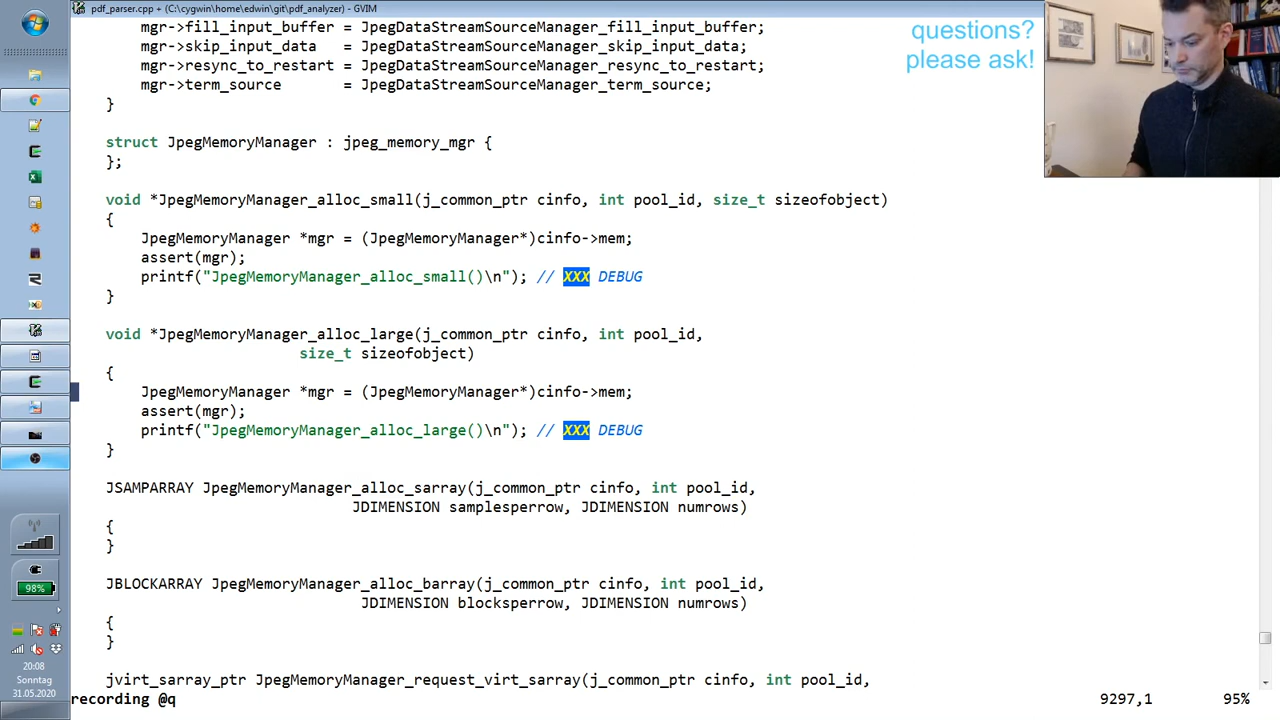 pdf_parser.cpp + (C:\cygwin\home\edwin\git\pdf_analyzer) - GVIM
mgr->fill_input_buffer = JpegDataStreamSourceManager_fill_input_buffer;
mgr->skip_input_data = JpegDataStreamSourceManager_skip_input_data;
mgr->resync_to_restart = JpegDataStreamSourceManager_resync_to_restart;
mgr->term_source = JpegDataStreamSourceManager_term_source;
}
struct JpegMemoryManager : jpeg_memory_mgr {
};
void *JpegMemoryManager_alloc_small(j_common_ptr cinfo, int pool_id, size_t sizeofobject)
{
JpegMemoryManager *mgr = (JpegMemoryManager*)cinfo->mem;
assert(mgr);
printf("JpegMemoryManager_alloc_small()\n"); // XXX DEBUG
}
void *JpegMemoryManager_alloc_large(j_common_ptr cinfo, int pool_id,
size_t sizeofobject)
{
JpegMemoryManager *mgr = (JpegMemoryManager*)cinfo->mem;
assert(mgr);
printf("JpegMemoryManager_alloc_large()\n"); // XXX DEBUG
}
JSAMPARRAY JpegMemoryManager_alloc_sarray(j_common_ptr cinfo, int pool_id,
JDIMENSION samplesperrow, JDIMENSION numrows)
{
}
JBLOCKARRAY JpegMemoryManager_alloc_barray(j_common_ptr cinfo, int pool_id,
JDIMENSION blocksperrow, JDIMENSION numrows)
{
}
jvirt_sarray_ptr JpegMemoryManager_request_virt_sarray(j_common_ptr cinfo, int pool_id,
recording @q
9297,1
95%
questions?
please ask!
98%
20:08
Sonntag
31.05.2020